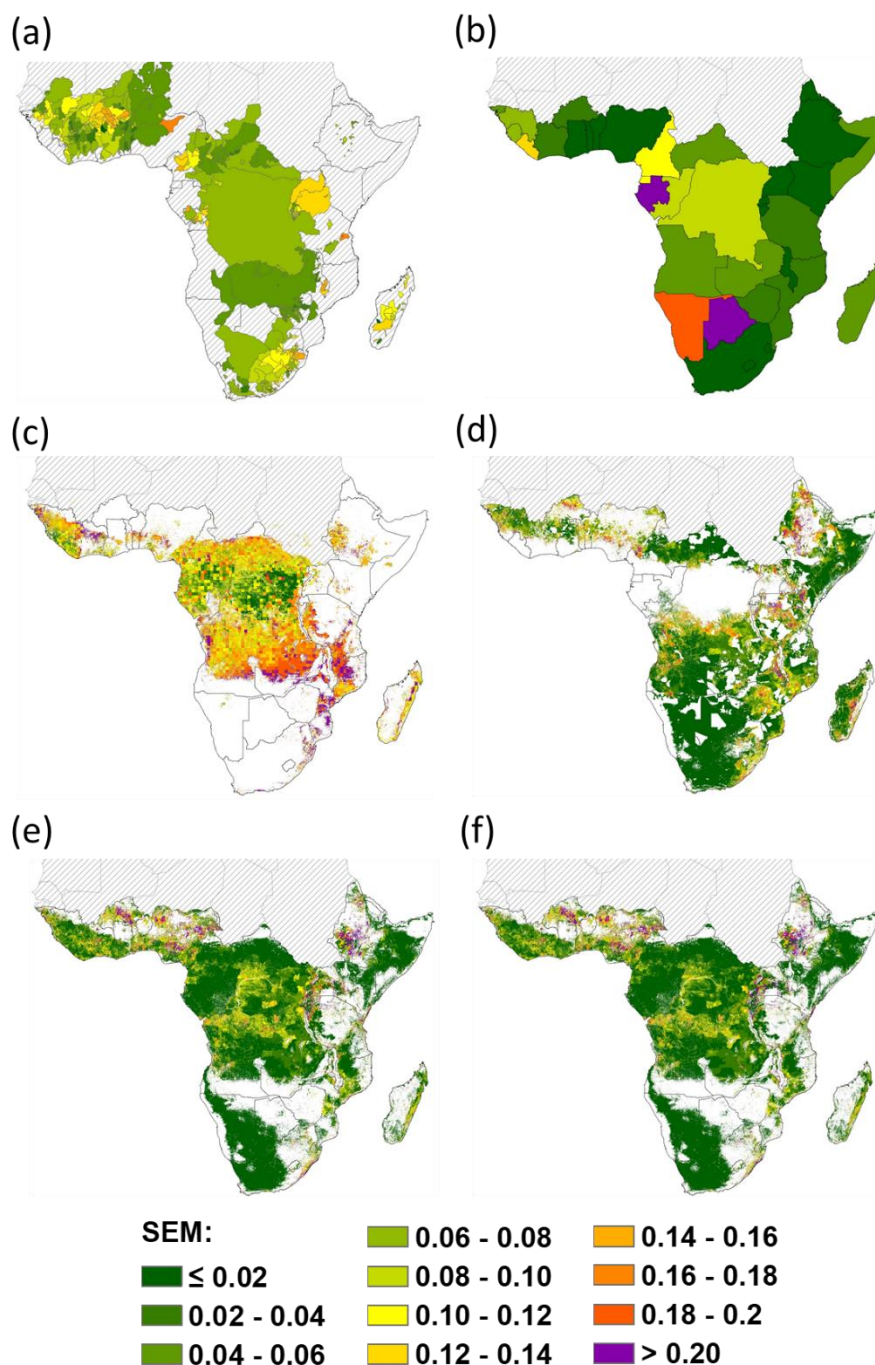 (a)
(b)
(c)
(d)
(e)
(f)
SEM:
≤ 0.02
0.02 - 0.04
0.04 - 0.06
0.06 - 0.08
0.08 - 0.10
0.10 - 0.12
0.12 - 0.14
0.14 - 0.16
0.16 - 0.18
0.18 - 0.2
> 0.20